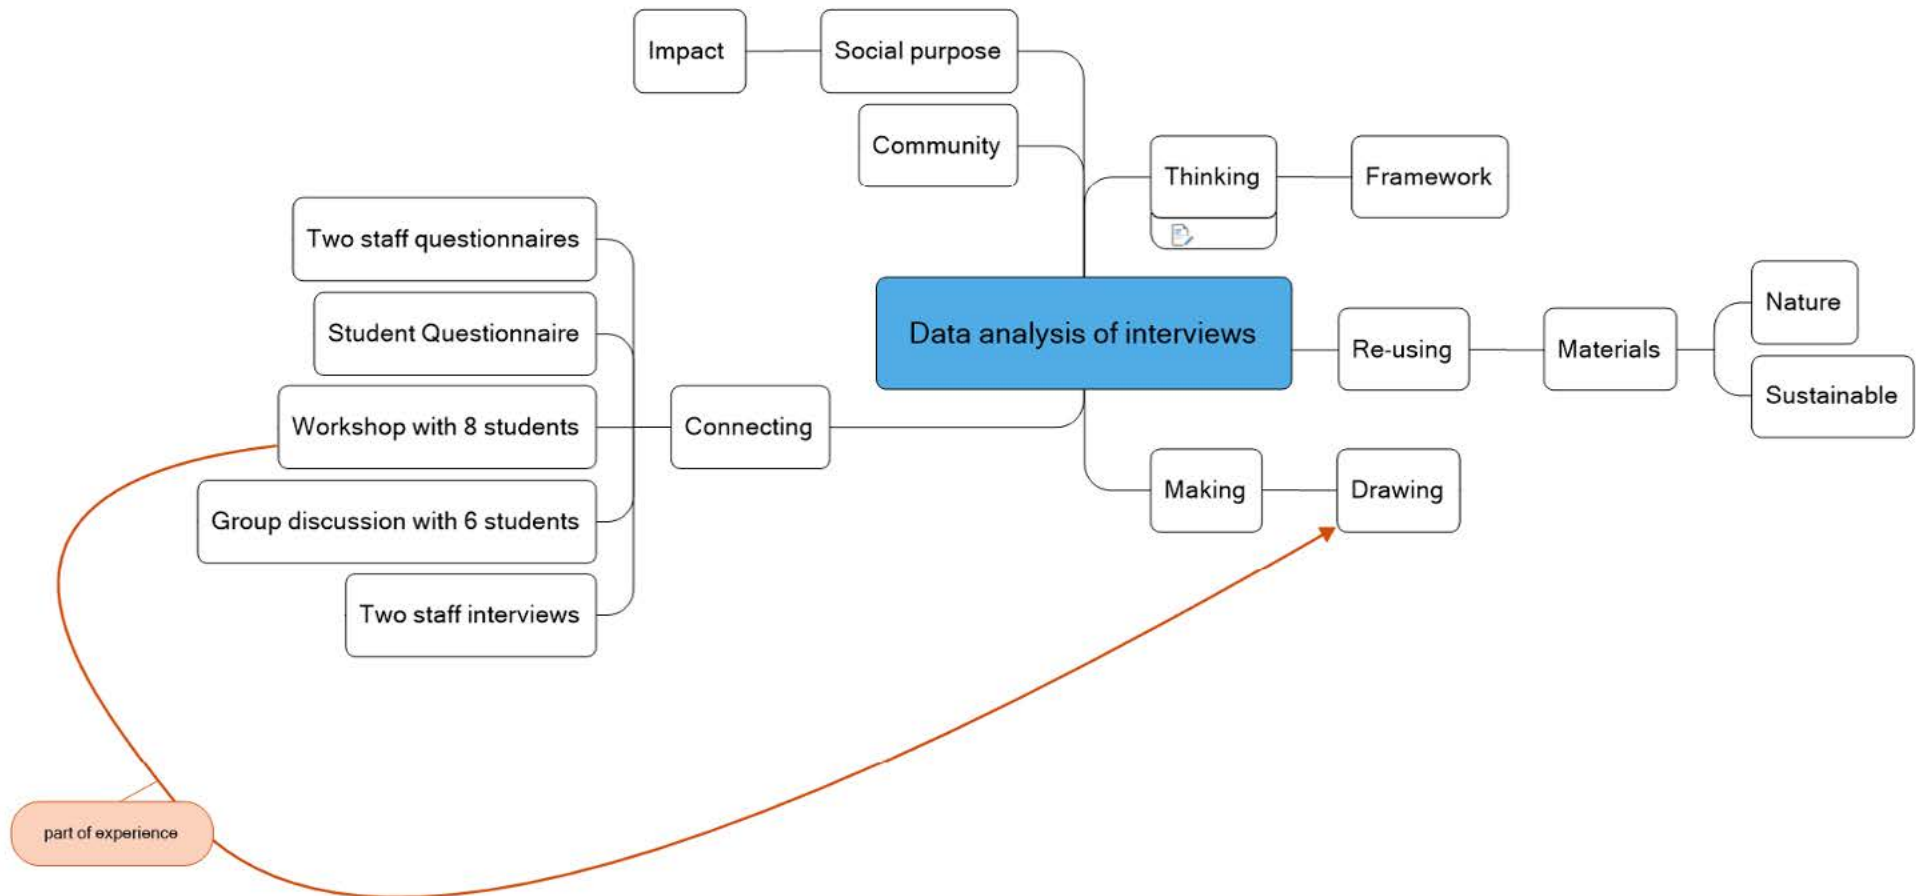 Impact
Social purpose
Community
Thinking
Framework
Two staff questionnaires
Student Questionnaire
Workshop with 8 students
Group discussion with 6 students
Two staff interviews
Connecting
Data analysis of interviews
Re-using
Materials
Nature
Sustainable
Making
Drawing
part of experience